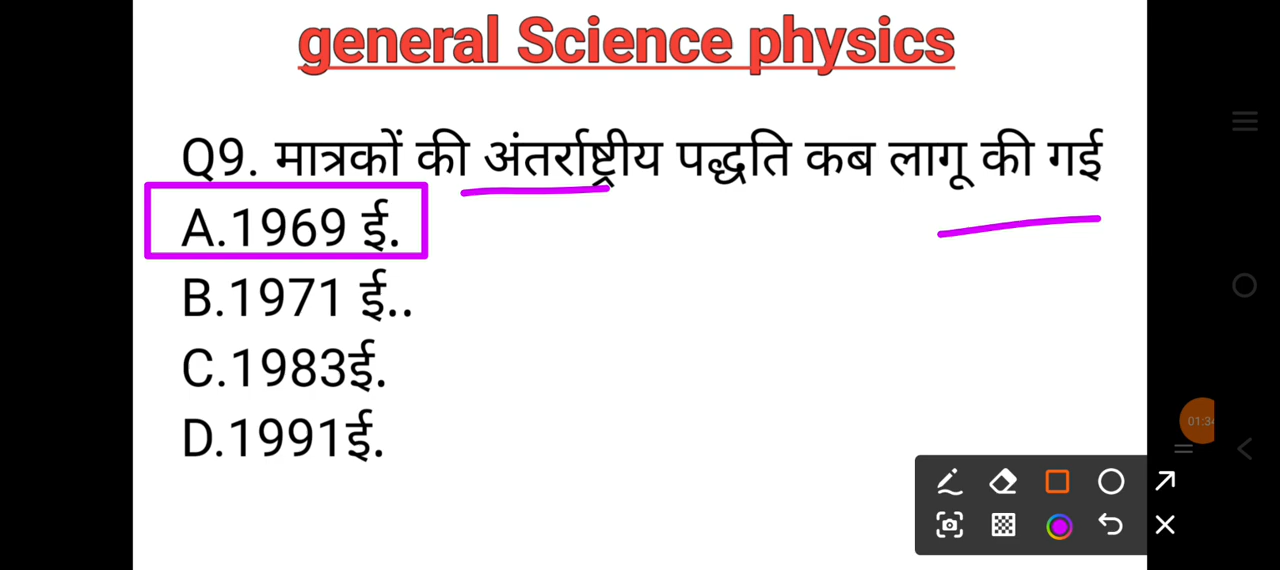 general Science physics
Q9. मात्रकों की अंतर्राष्ट्रीय पद्धति कब लागू की गई
A.1969 ई.
B.1971 ई..
C.1983ई.
D.1991ई.